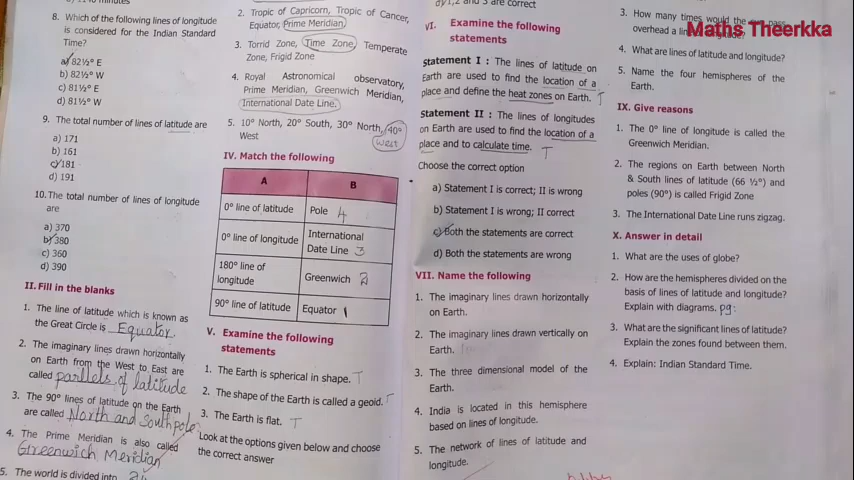 8. Which of the following lines of longitude
is considered for the Indian Standard
Time?
a) 82½° E
b) 82½° W
c) 81½° E
d) 81½° W
9. The total number of lines of latitude are
a) 171
b) 161
c) 181
d) 191
10. The total number of lines of longitude
are
a) 370
b) 380
c) 360
d) 390
II. Fill in the blanks
1. The line of latitude which is known as
the Great Circle is Equator
2. The imaginary lines drawn horizontally
on Earth from the West to East are
called parllels of latitude
3. The 90° lines of latitude on the Earth
are called North and South pole
4. The Prime Meridian is also called
Greenwich Meridian
5. The world is divided into 24
2. Tropic of Capricorn, Tropic of Cancer,
Equator, Prime Meridian
3. Torrid Zone, Time Zone, Temperate
Zone, Frigid Zone
4. Royal Astronomical observatory,
Prime Meridian, Greenwich Meridian,
International Date Line.
5. 10° North, 20° South, 30° North, 40°
West
IV. Match the following
A B
0° line of latitude Pole 4
0° line of longitude International
Date Line 3
180° line of
longitude Greenwich 2
90° line of latitude Equator 1
V. Examine the following
statements
1. The Earth is spherical in shape. T
2. The shape of the Earth is called a geoid. T
3. The Earth is flat. T
Look at the options given below and choose
the correct answer
d) 1,2 and 3 are correct
VI. Examine the following
statements
Statement I : The lines of latitude on
Earth are used to find the location of a
place and define the heat zones on Earth. T
Statement II : The lines of longitudes
on Earth are used to find the location of a
place and to calculate time. T
Choose the correct option
a) Statement I is correct; II is wrong
b) Statement I is wrong; II correct
c) Both the statements are correct
d) Both the statements are wrong
VII. Name the following
1. The imaginary lines drawn horizontally
on Earth.
2. The imaginary lines drawn vertically on
Earth.
3. The three dimensional model of the
Earth.
4. India is located in this hemisphere
based on lines of longitude.
5. The network of lines of latitude and
longitude.
3. How many times would the pass
overhead a line
Maths Theerkka
4. What are lines of latitude and longitude?
5. Name the four hemispheres of the
Earth.
IX. Give reasons
1. The 0° line of longitude is called the
Greenwich Meridian.
2. The regions on Earth between North
& South lines of latitude (66 ½°) and
poles (90°) is called Frigid Zone
3. The International Date Line runs zigzag.
X. Answer in detail
1. What are the uses of globe?
2. How are the hemispheres divided on the
basis of lines of latitude and longitude?
Explain with diagrams. pg:
3. What are the significant lines of latitude?
Explain the zones found between them.
4. Explain: Indian Standard Time.